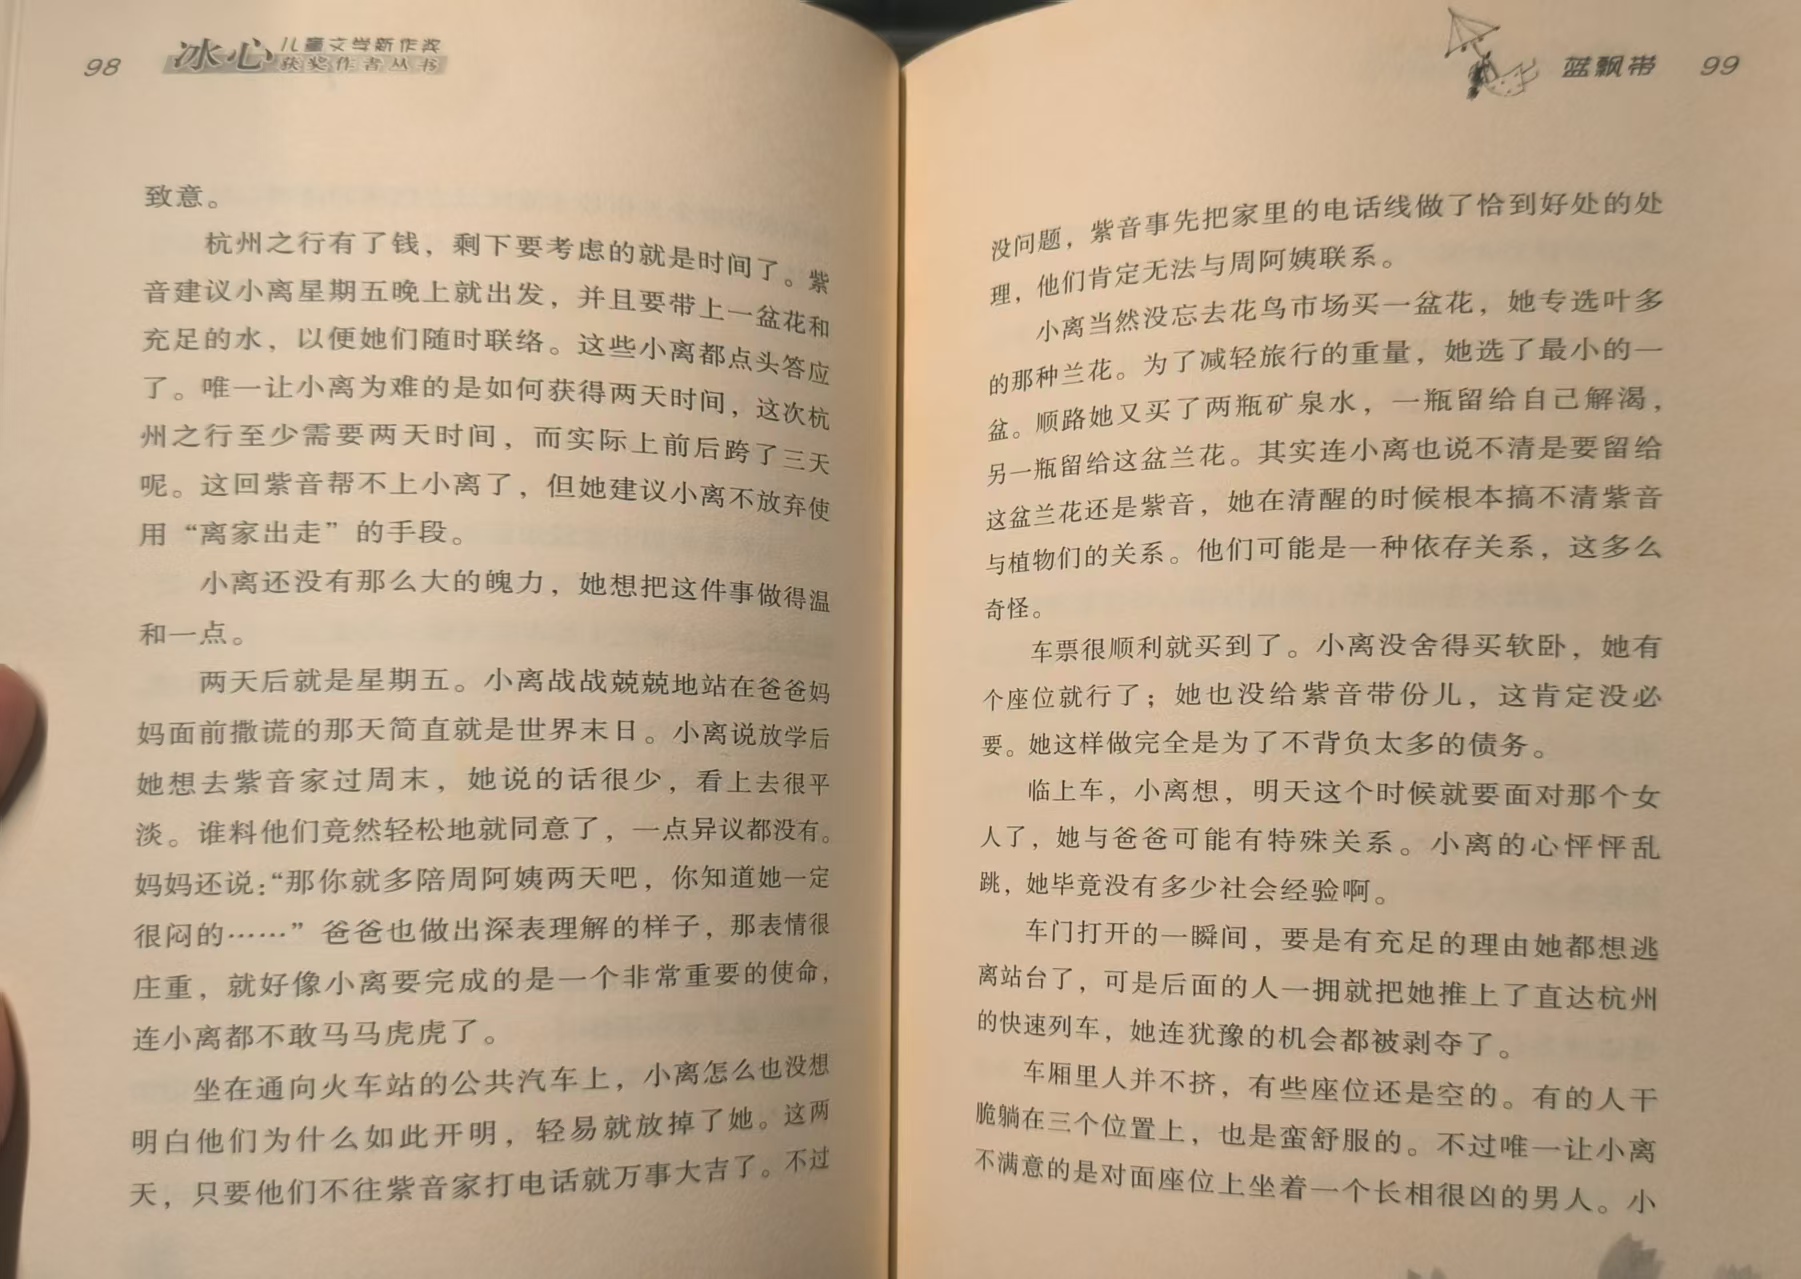 98
冰心
儿童文学新作奖
获奖作者丛书
致意。
杭州之行有了钱，剩下要考虑的就是时间了。紫
音建议小离星期五晚上就出发，并且要带上一盆花和
充足的水，以便她们随时联络。这些小离都点头答应
了。唯一让小离为难的是如何获得两天时间，这次杭
州之行至少需要两天时间，而实际上前后跨了三天
呢。这回紫音帮不上小离了，但她建议小离不放弃使
用“离家出走”的手段。
小离还没有那么大的魄力，她想把这件事做得温
和一点。
两天后就是星期五。小离战战兢兢地站在爸爸妈
妈面前撒谎的那天简直就是世界末日。小离说放学后
她想去紫音家过周末，她说的话很少，看上去很平
淡。谁料他们竟然轻松地就同意了，一点异议都没有。
妈妈还说：“那你就多陪周阿姨两天吧，你知道她一定
很闷的……”爸爸也做出深表理解的样子，那表情很
庄重，就好像小离要完成的是一个非常重要的使命，
连小离都不敢马马虎虎了。
坐在通向火车站的公共汽车上，小离怎么也没想
明白他们为什么如此开明，轻易就放掉了她。这两
天，只要他们不往紫音家打电话就万事大吉了。不过
蓝飘带 99
没问题，紫音事先把家里的电话线做了恰到好处的处
理，他们肯定无法与周阿姨联系。
小离当然没忘去花鸟市场买一盆花，她专选叶多
的那种兰花。为了减轻旅行的重量，她选了最小的一
盆。顺路她又买了两瓶矿泉水，一瓶留给自己解渴，
另一瓶留给这盆兰花。其实连小离也说不清是要留给
这盆兰花还是紫音，她在清醒的时候根本搞不清紫音
与植物们的关系。他们可能是一种依存关系，这多么
奇怪。
车票很顺利就买到了。小离没舍得买软卧，她有
个座位就行了；她也没给紫音带份儿，这肯定没必
要。她这样做完全是为了不背负太多的债务。
临上车，小离想，明天这个时候就要面对那个女
人了，她与爸爸可能有特殊关系。小离的心怦怦乱
跳，她毕竟没有多少社会经验啊。
车门打开的一瞬间，要是有充足的理由她都想逃
离站台了，可是后面的人一拥就把她推上了直达杭州
的快速列车，她连犹豫的机会都被剥夺了。
车厢里人并不挤，有些座位还是空的。有的人干
脆躺在三个位置上，也是蛮舒服的。不过唯一让小离
不满意的是对面座位上坐着一个长相很凶的男人。小